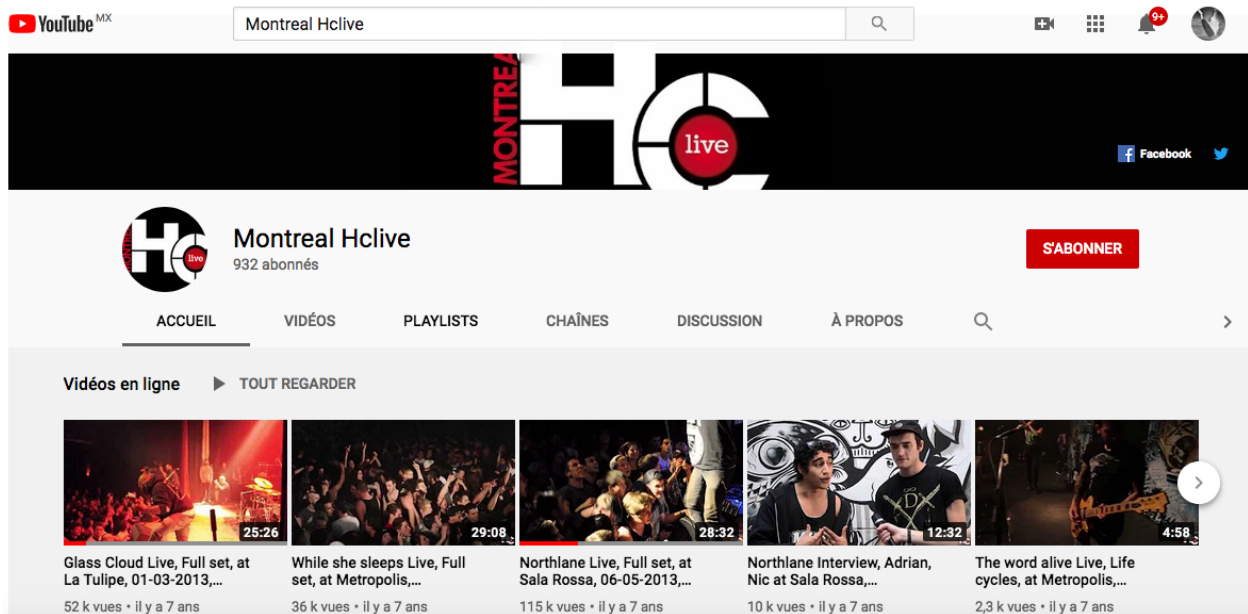 YouTube MX
Montreal Hclive
9+
MONTREA
HC
live
Facebook
MONTREAL
HC
live
Montreal Hclive
932 abonnés
S'ABONNER
ACCUEIL VIDÉOS PLAYLISTS CHAÎNES DISCUSSION À PROPOS
Vidéos en ligne TOUT REGARDER
25:26 29:08 28:32 12:32 4:58
Glass Cloud Live, Full set, at
La Tulipe, 01-03-2013,...
52 k vues • il y a 7 ans
While she sleeps Live, Full
set, at Metropolis,...
36 k vues • il y a 7 ans
Northlane Live, Full set, at
Sala Rossa, 06-05-2013,...
115 k vues • il y a 7 ans
Northlane Interview, Adrian,
Nic at Sala Rossa,...
10 k vues • il y a 7 ans
The word alive Live, Life
cycles, at Metropolis,...
2,3 k vues • il y a 7 ans